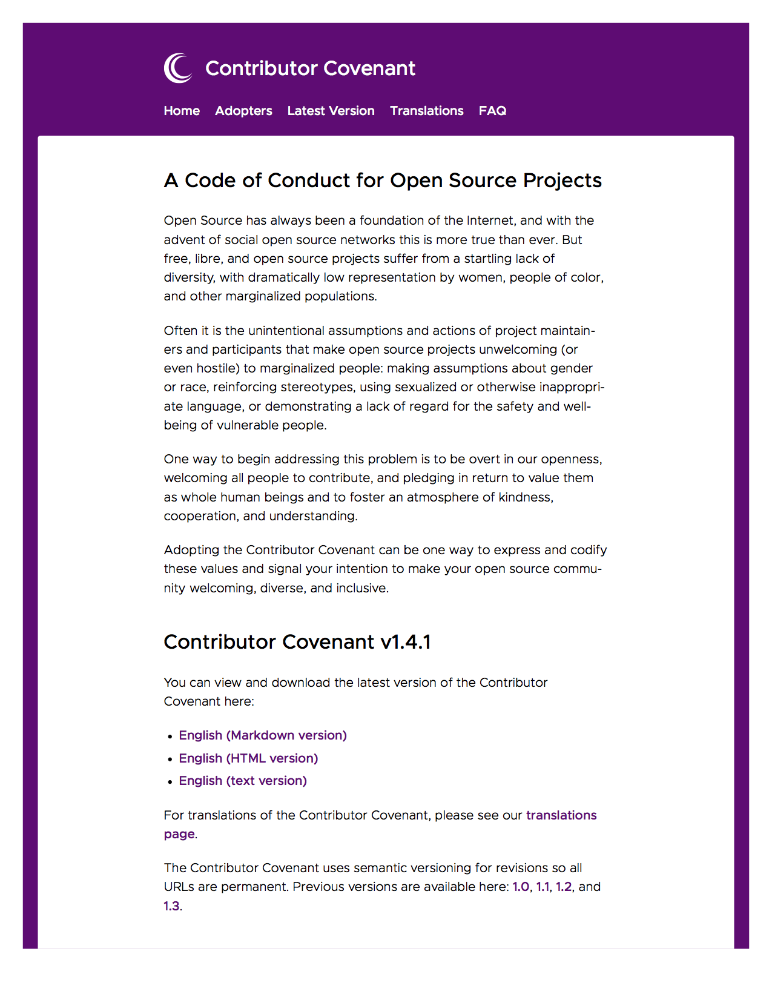 Contributor Covenant
Home Adopters Latest Version Translations FAQ
A Code of Conduct for Open Source Projects
Open Source has always been a foundation of the Internet, and with the
advent of social open source networks this is more true than ever. But
free, libre, and open source projects suffer from a startling lack of
diversity, with dramatically low representation by women, people of color,
and other marginalized populations.
Often it is the unintentional assumptions and actions of project maintain-
ers and participants that make open source projects unwelcoming (or
even hostile) to marginalized people: making assumptions about gender
or race, reinforcing stereotypes, using sexualized or otherwise inappropri-
ate language, or demonstrating a lack of regard for the safety and well-
being of vulnerable people.
One way to begin addressing this problem is to be overt in our openness,
welcoming all people to contribute, and pledging in return to value them
as whole human beings and to foster an atmosphere of kindness,
cooperation, and understanding.
Adopting the Contributor Covenant can be one way to express and codify
these values and signal your intention to make your open source commu-
nity welcoming, diverse, and inclusive.
Contributor Covenant v1.4.1
You can view and download the latest version of the Contributor
Covenant here:
• English (Markdown version)
• English (HTML version)
• English (text version)
For translations of the Contributor Covenant, please see our translations
page.
The Contributor Covenant uses semantic versioning for revisions so all
URLs are permanent. Previous versions are available here: 1.0, 1.1, 1.2, and
1.3.